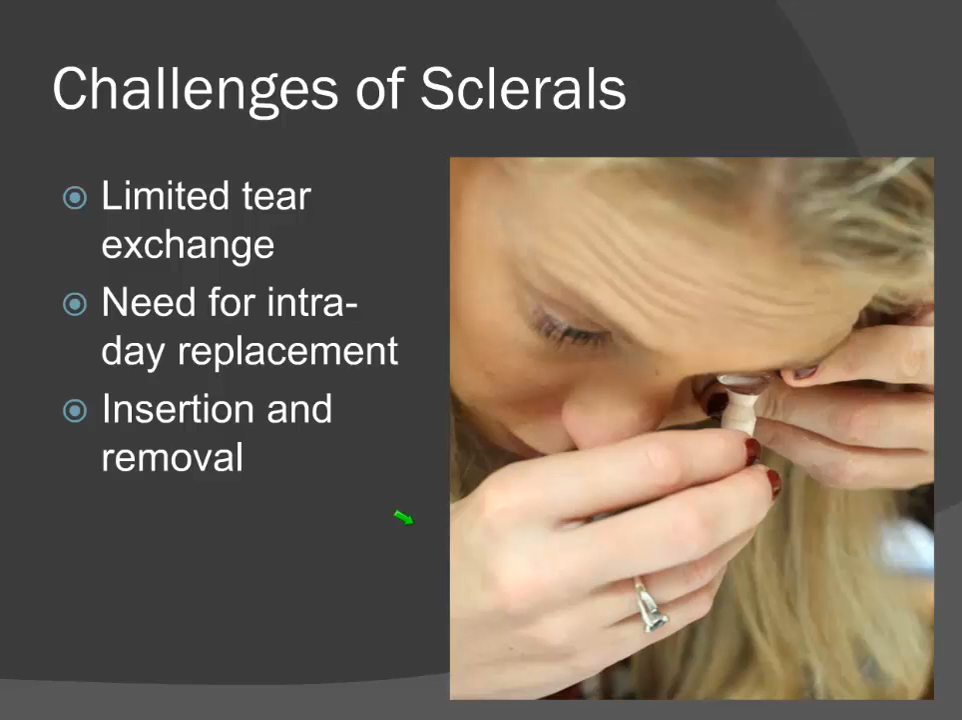 Challenges of Sclerals
Limited tear
exchange
Need for intra-
day replacement
Insertion and
removal